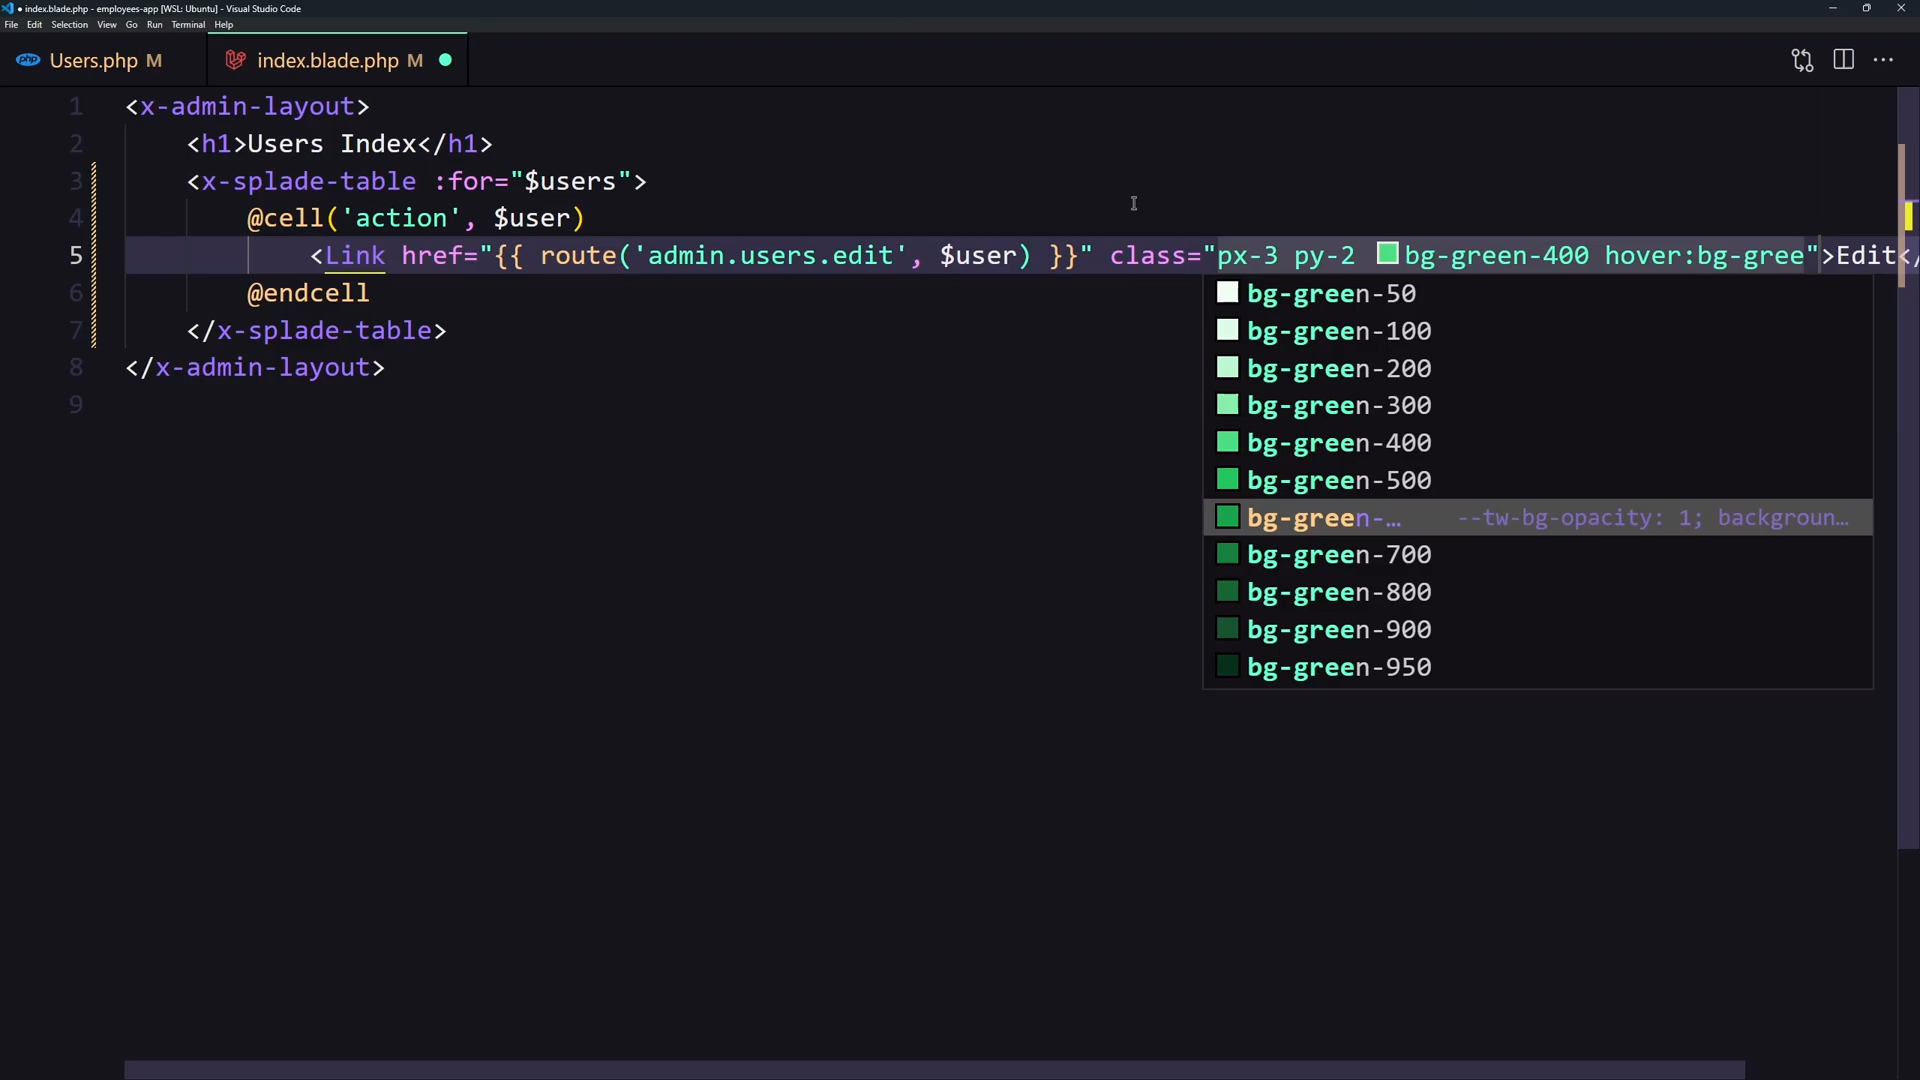 index.blade.php - employees-app [WSL: Ubuntu] - Visual Studio Code
File Edit Selection View Go Run Terminal Help
php Users.php M index.blade.php M
1 <x-admin-layout>
2 <h1>Users Index</h1>
3 <x-splade-table :for="$users">
4 @cell('action', $user)
5 <Link href="{{ route('admin.users.edit', $user) }}" class="px-3 py-2 bg-green-400 hover:bg-gree">Edit</
6 @endcell
7 </x-splade-table>
8 </x-admin-layout>
9
bg-green-50
bg-green-100
bg-green-200
bg-green-300
bg-green-400
bg-green-500
bg-green-… --tw-bg-opacity: 1; backgroun…
bg-green-700
bg-green-800
bg-green-900
bg-green-950